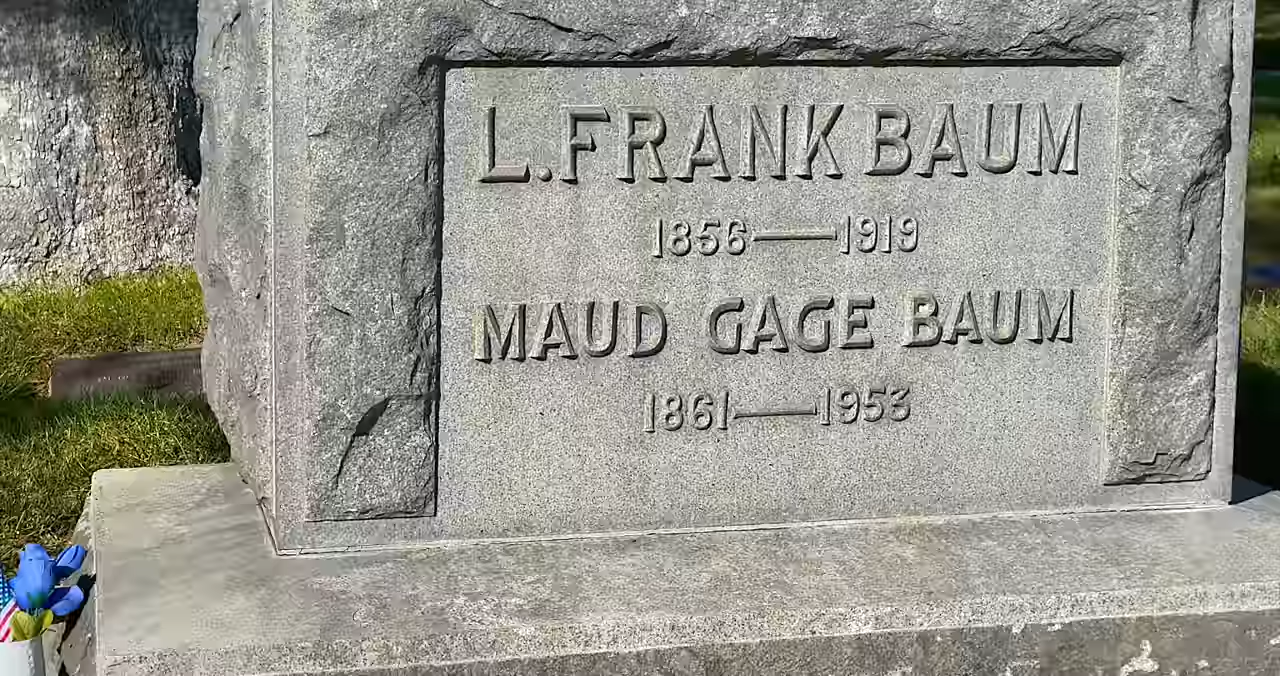 L. FRANK BAUM
1856—1919
MAUD GAGE BAUM
1861—1953